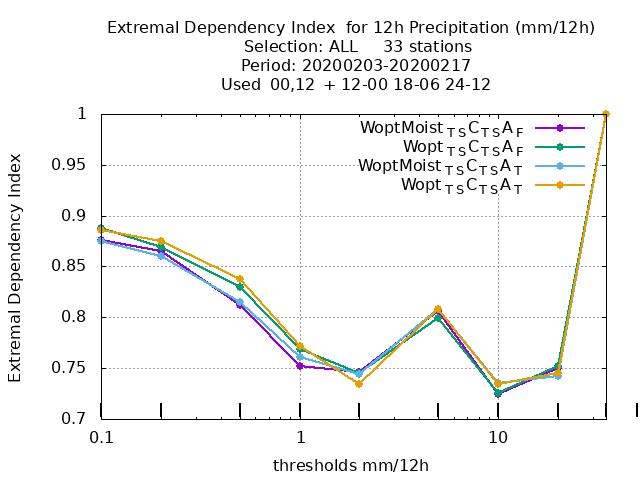 Extremal Dependency Index  for 12h Precipitation (mm/12h)
Selection: ALL     33 stations
Period: 20200203-20200217
Used  00,12  + 12-00 18-06 24-12
WoptMoist TS C TS A F
Wopt TS C TS A F
WoptMoist TS C TS A T
Wopt TS C TS A T
1
0.95
0.9
0.85
0.8
0.75
0.7
Extremal Dependency Index
0.1 1 10
thresholds mm/12h